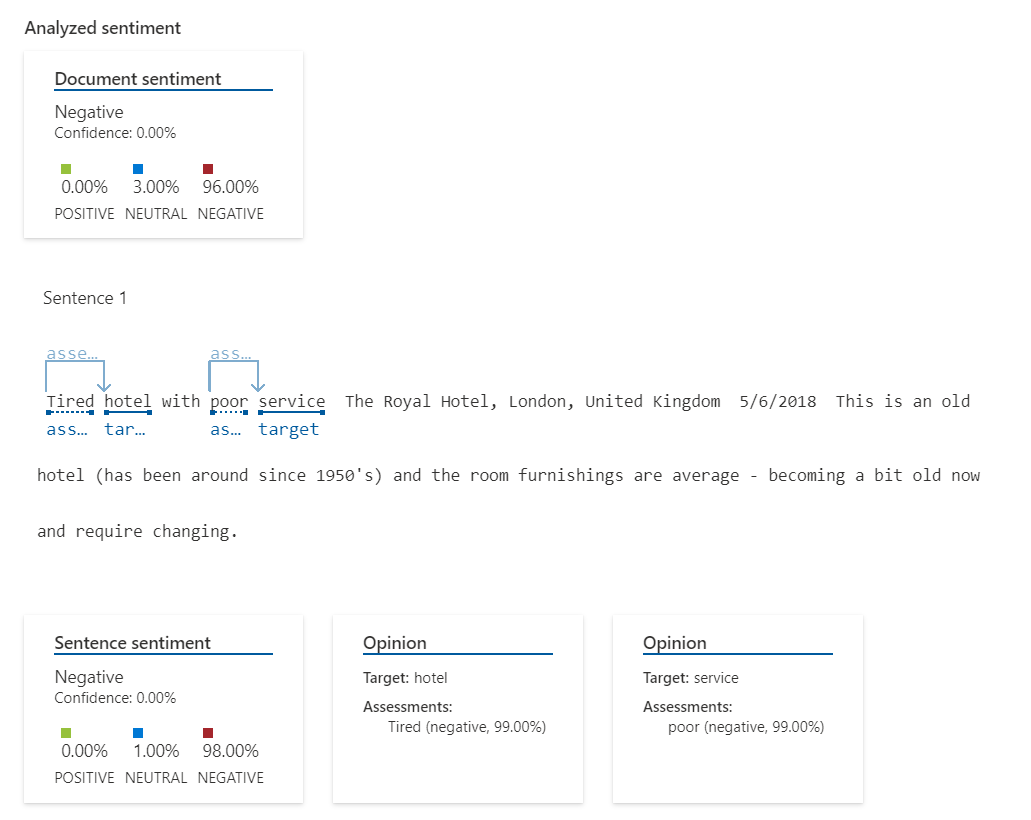 Analyzed sentiment
Document sentiment
Negative
Confidence: 0.00%
0.00% 3.00% 96.00%
POSITIVE NEUTRAL NEGATIVE
Sentence 1
asse... ass...
Tired hotel with poor service The Royal Hotel, London, United Kingdom 5/6/2018 This is an old
ass... tar... as... target
hotel (has been around since 1950's) and the room furnishings are average - becoming a bit old now
and require changing.
Sentence sentiment
Negative
Confidence: 0.00%
0.00% 1.00% 98.00%
POSITIVE NEUTRAL NEGATIVE
Opinion
Target: hotel
Assessments:
Tired (negative, 99.00%)
Opinion
Target: service
Assessments:
poor (negative, 99.00%)